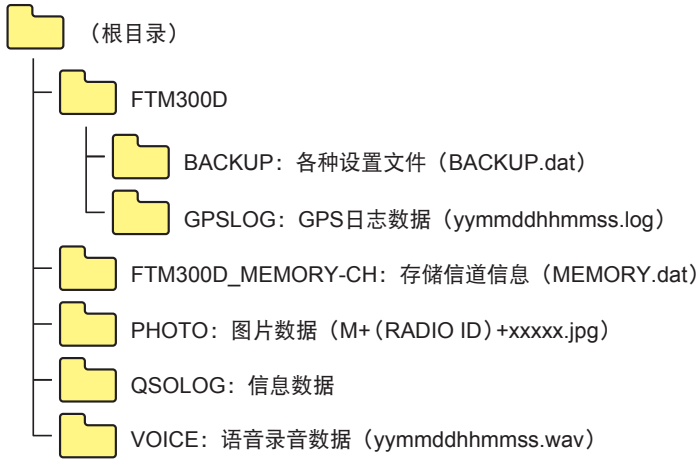 （根目录）
FTM300D
BACKUP：各种设置文件（BACKUP.dat）
GPSLOG：GPS日志数据（yymmddhhmmss.log）
FTM300D_MEMORY-CH：存储信道信息（MEMORY.dat）
PHOTO：图片数据（M+（RADIO ID）+xxxxx.jpg）
QSOLOG：信息数据
VOICE：语音录音数据（yymmddhhmmss.wav）